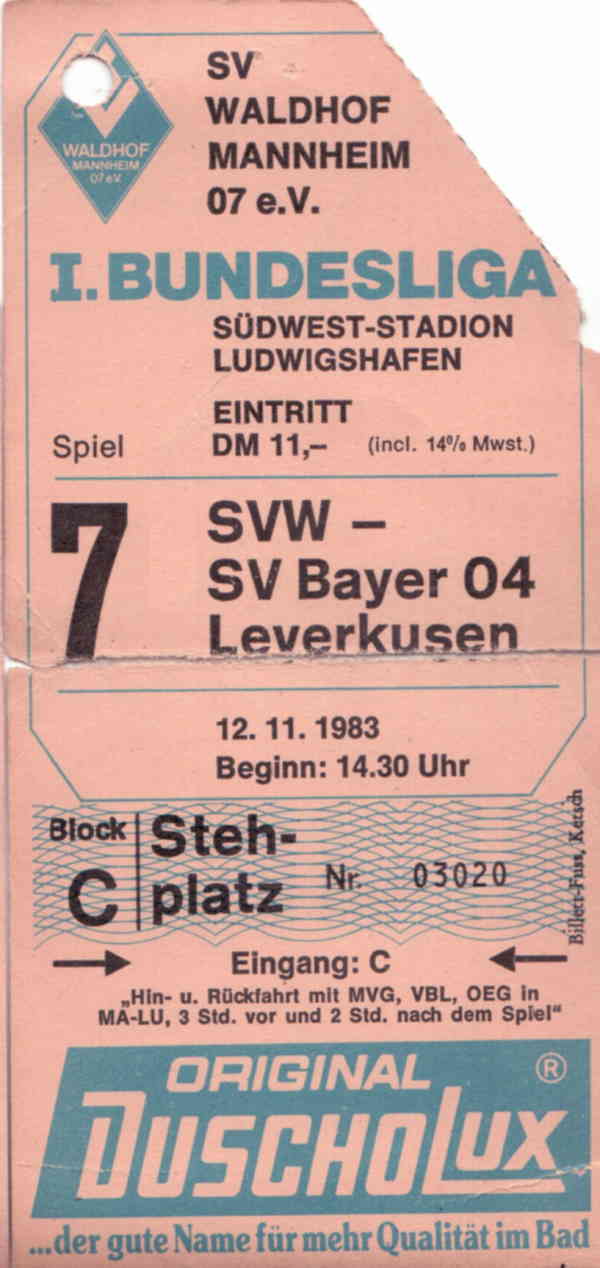 WALDHOF
MANNHEIM
07 e.V.
SV
WALDHOF
MANNHEIM
07 e.V.
I. BUNDESLIGA
SÜDWEST-STADION
LUDWIGSHAFEN
EINTRITT
Spiel DM 11,– (incl. 14% Mwst.)
7 SVW –
SV Bayer 04
Leverkusen
12. 11. 1983
Beginn: 14.30 Uhr
Block Steh-
C platz Nr. 03020
Billett-Fuss, Ketsch
Eingang: C
„Hin- u. Rückfahrt mit MVG, VBL, OEG in
MA-LU, 3 Std. vor und 2 Std. nach dem Spiel“
ORIGINAL ®
DUSCHOLUX
...der gute Name für mehr Qualität im Bad